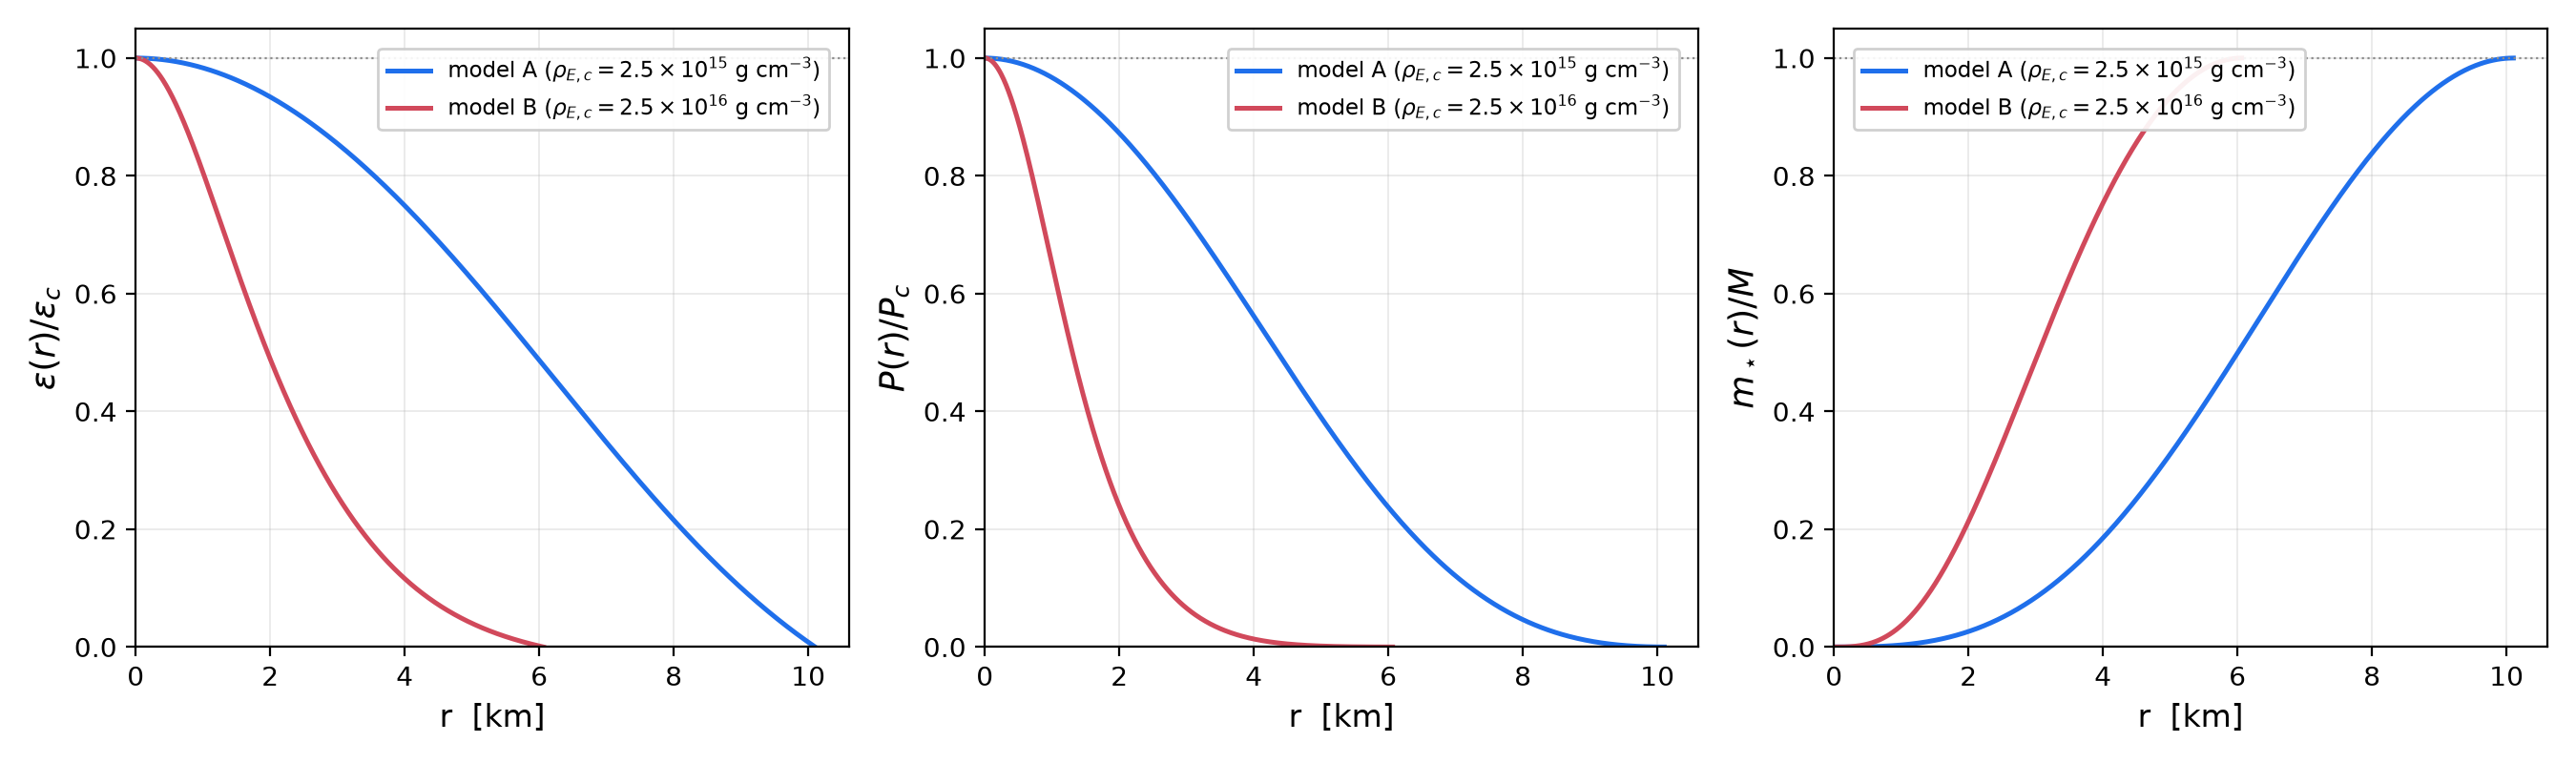 ε(r)/ε_c
1.0
0.8
0.6
0.4
0.2
0.0
model A (ρ_{E,c} = 2.5 × 10^{15} g cm^{−3})
model B (ρ_{E,c} = 2.5 × 10^{16} g cm^{−3})
0 2 4 6 8 10
r [km]
P(r)/P_c
1.0
0.8
0.6
0.4
0.2
0.0
model A (ρ_{E,c} = 2.5 × 10^{15} g cm^{−3})
model B (ρ_{E,c} = 2.5 × 10^{16} g cm^{−3})
0 2 4 6 8 10
r [km]
m_⋆(r)/M
1.0
0.8
0.6
0.4
0.2
0.0
model A (ρ_{E,c} = 2.5 × 10^{15} g cm^{−3})
model B (ρ_{E,c} = 2.5 × 10^{16} g cm^{−3})
0 2 4 6 8 10
r [km]